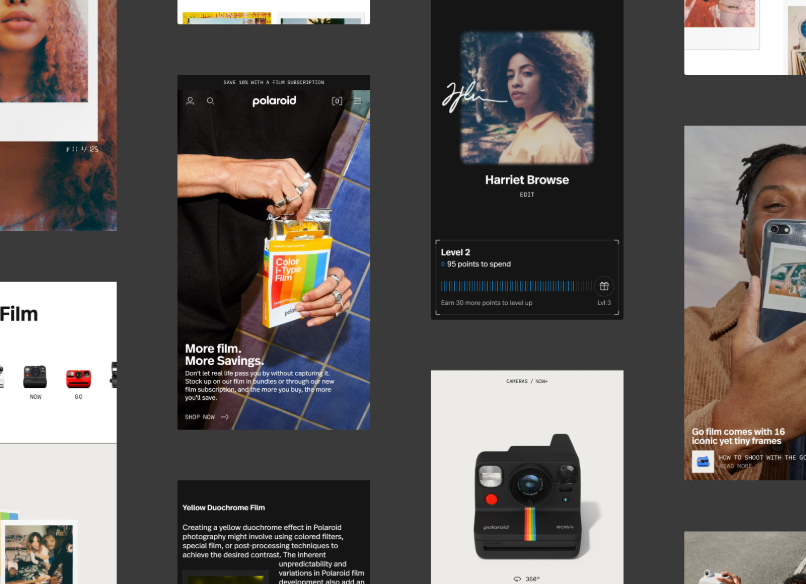 F 11 1/ 125
Film
NOW
GO
SAVE 10% WITH A FILM SUBSCRIPTION
polaroid
[0]
Color
i-Type
Film
More film.
More Savings.
Don't let real life pass you by without capturing it.
Stock up on our film in bundles or through our new
film subscription, and the more you buy, the more
you'll save.
SHOP NOW
Yellow Duochrome Film
Creating a yellow duochrome effect in Polaroid
photography might involve using colored filters,
special film, or post-processing techniques to
achieve the desired contrast. The inherent
unpredictability and
variations in Polaroid film
development also add an
Harriet Browse
EDIT
Level 2
95 points to spend
Earn 30 more points to level up
Lvl 3
CAMERAS / NOW+
polaroid
NOW+
360°
Go film comes with 16
iconic yet tiny frames
HOW TO SHOOT WITH THE GO
READ MORE